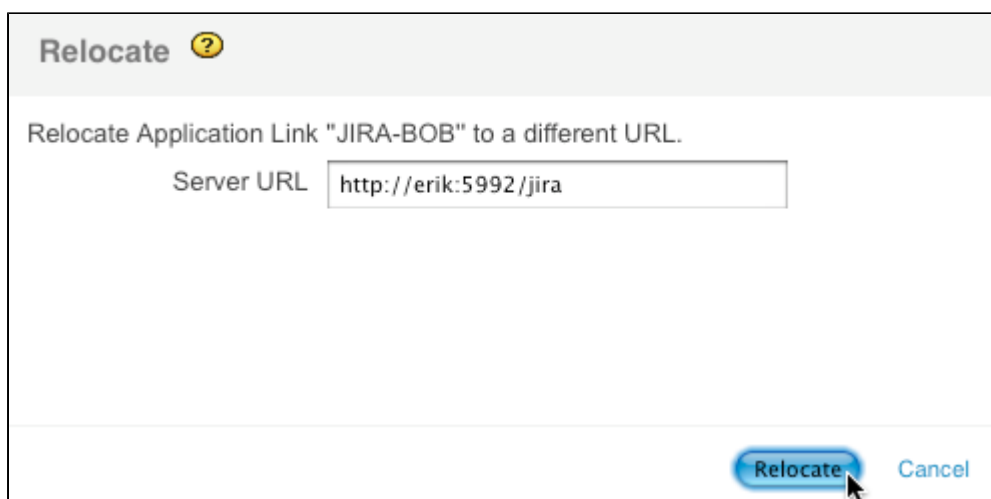 Relocate ?
Relocate Application Link "JIRA-BOB" to a different URL.
Server URL http://erik:5992/jira
Relocate Cancel